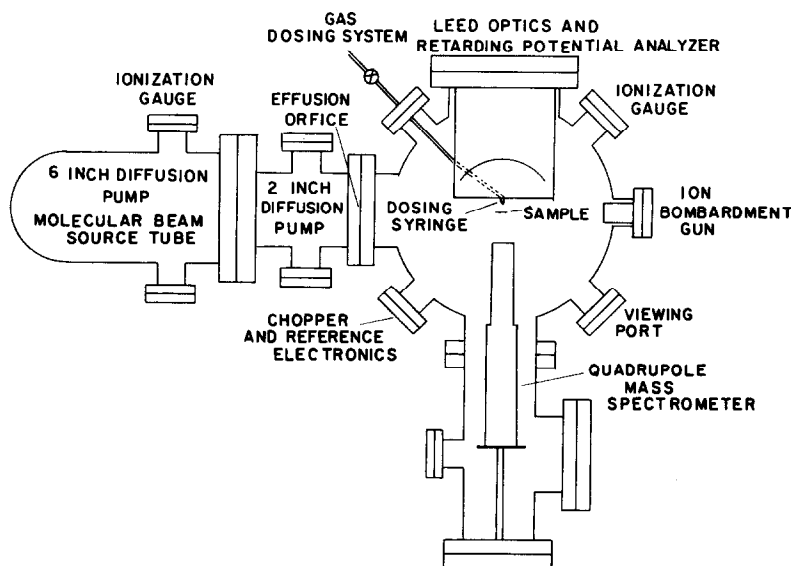 GAS
DOSING SYSTEM
LEED OPTICS AND
RETARDING POTENTIAL ANALYZER
IONIZATION
GAUGE
EFFUSION
ORFICE
IONIZATION
GAUGE
6 INCH DIFFUSION
PUMP
MOLECULAR BEAM
SOURCE TUBE
2 INCH
DIFFUSION
PUMP
DOSING
SYRINGE
SAMPLE
ION
BOMBARDMENT
GUN
CHOPPER
AND REFERENCE
ELECTRONICS
VIEWING
PORT
QUADRUPOLE
MASS
SPECTROMETER